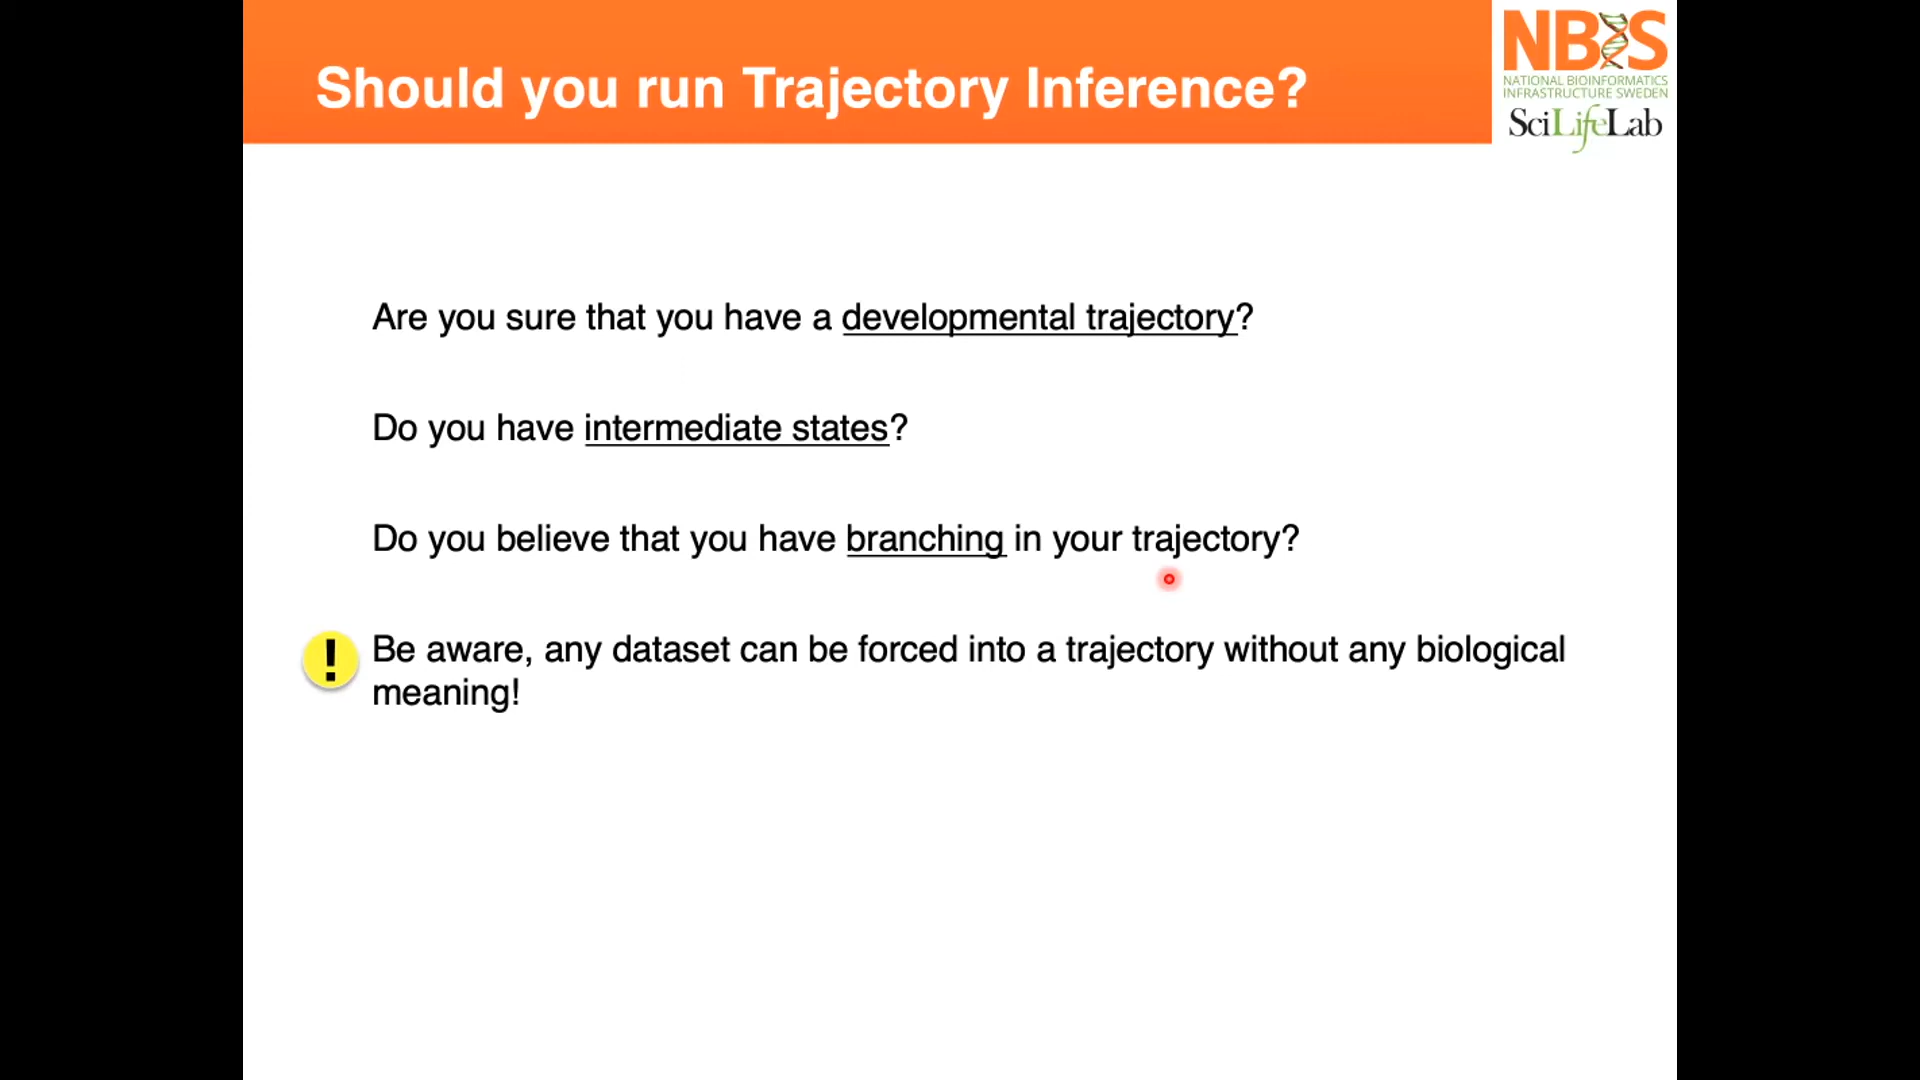 Should you run Trajectory Inference?
NBIS
NATIONAL BIOINFORMATICS
INFRASTRUCTURE SWEDEN
SciLifeLab
Are you sure that you have a developmental trajectory?
Do you have intermediate states?
Do you believe that you have branching in your trajectory?
! Be aware, any dataset can be forced into a trajectory without any biological
meaning!